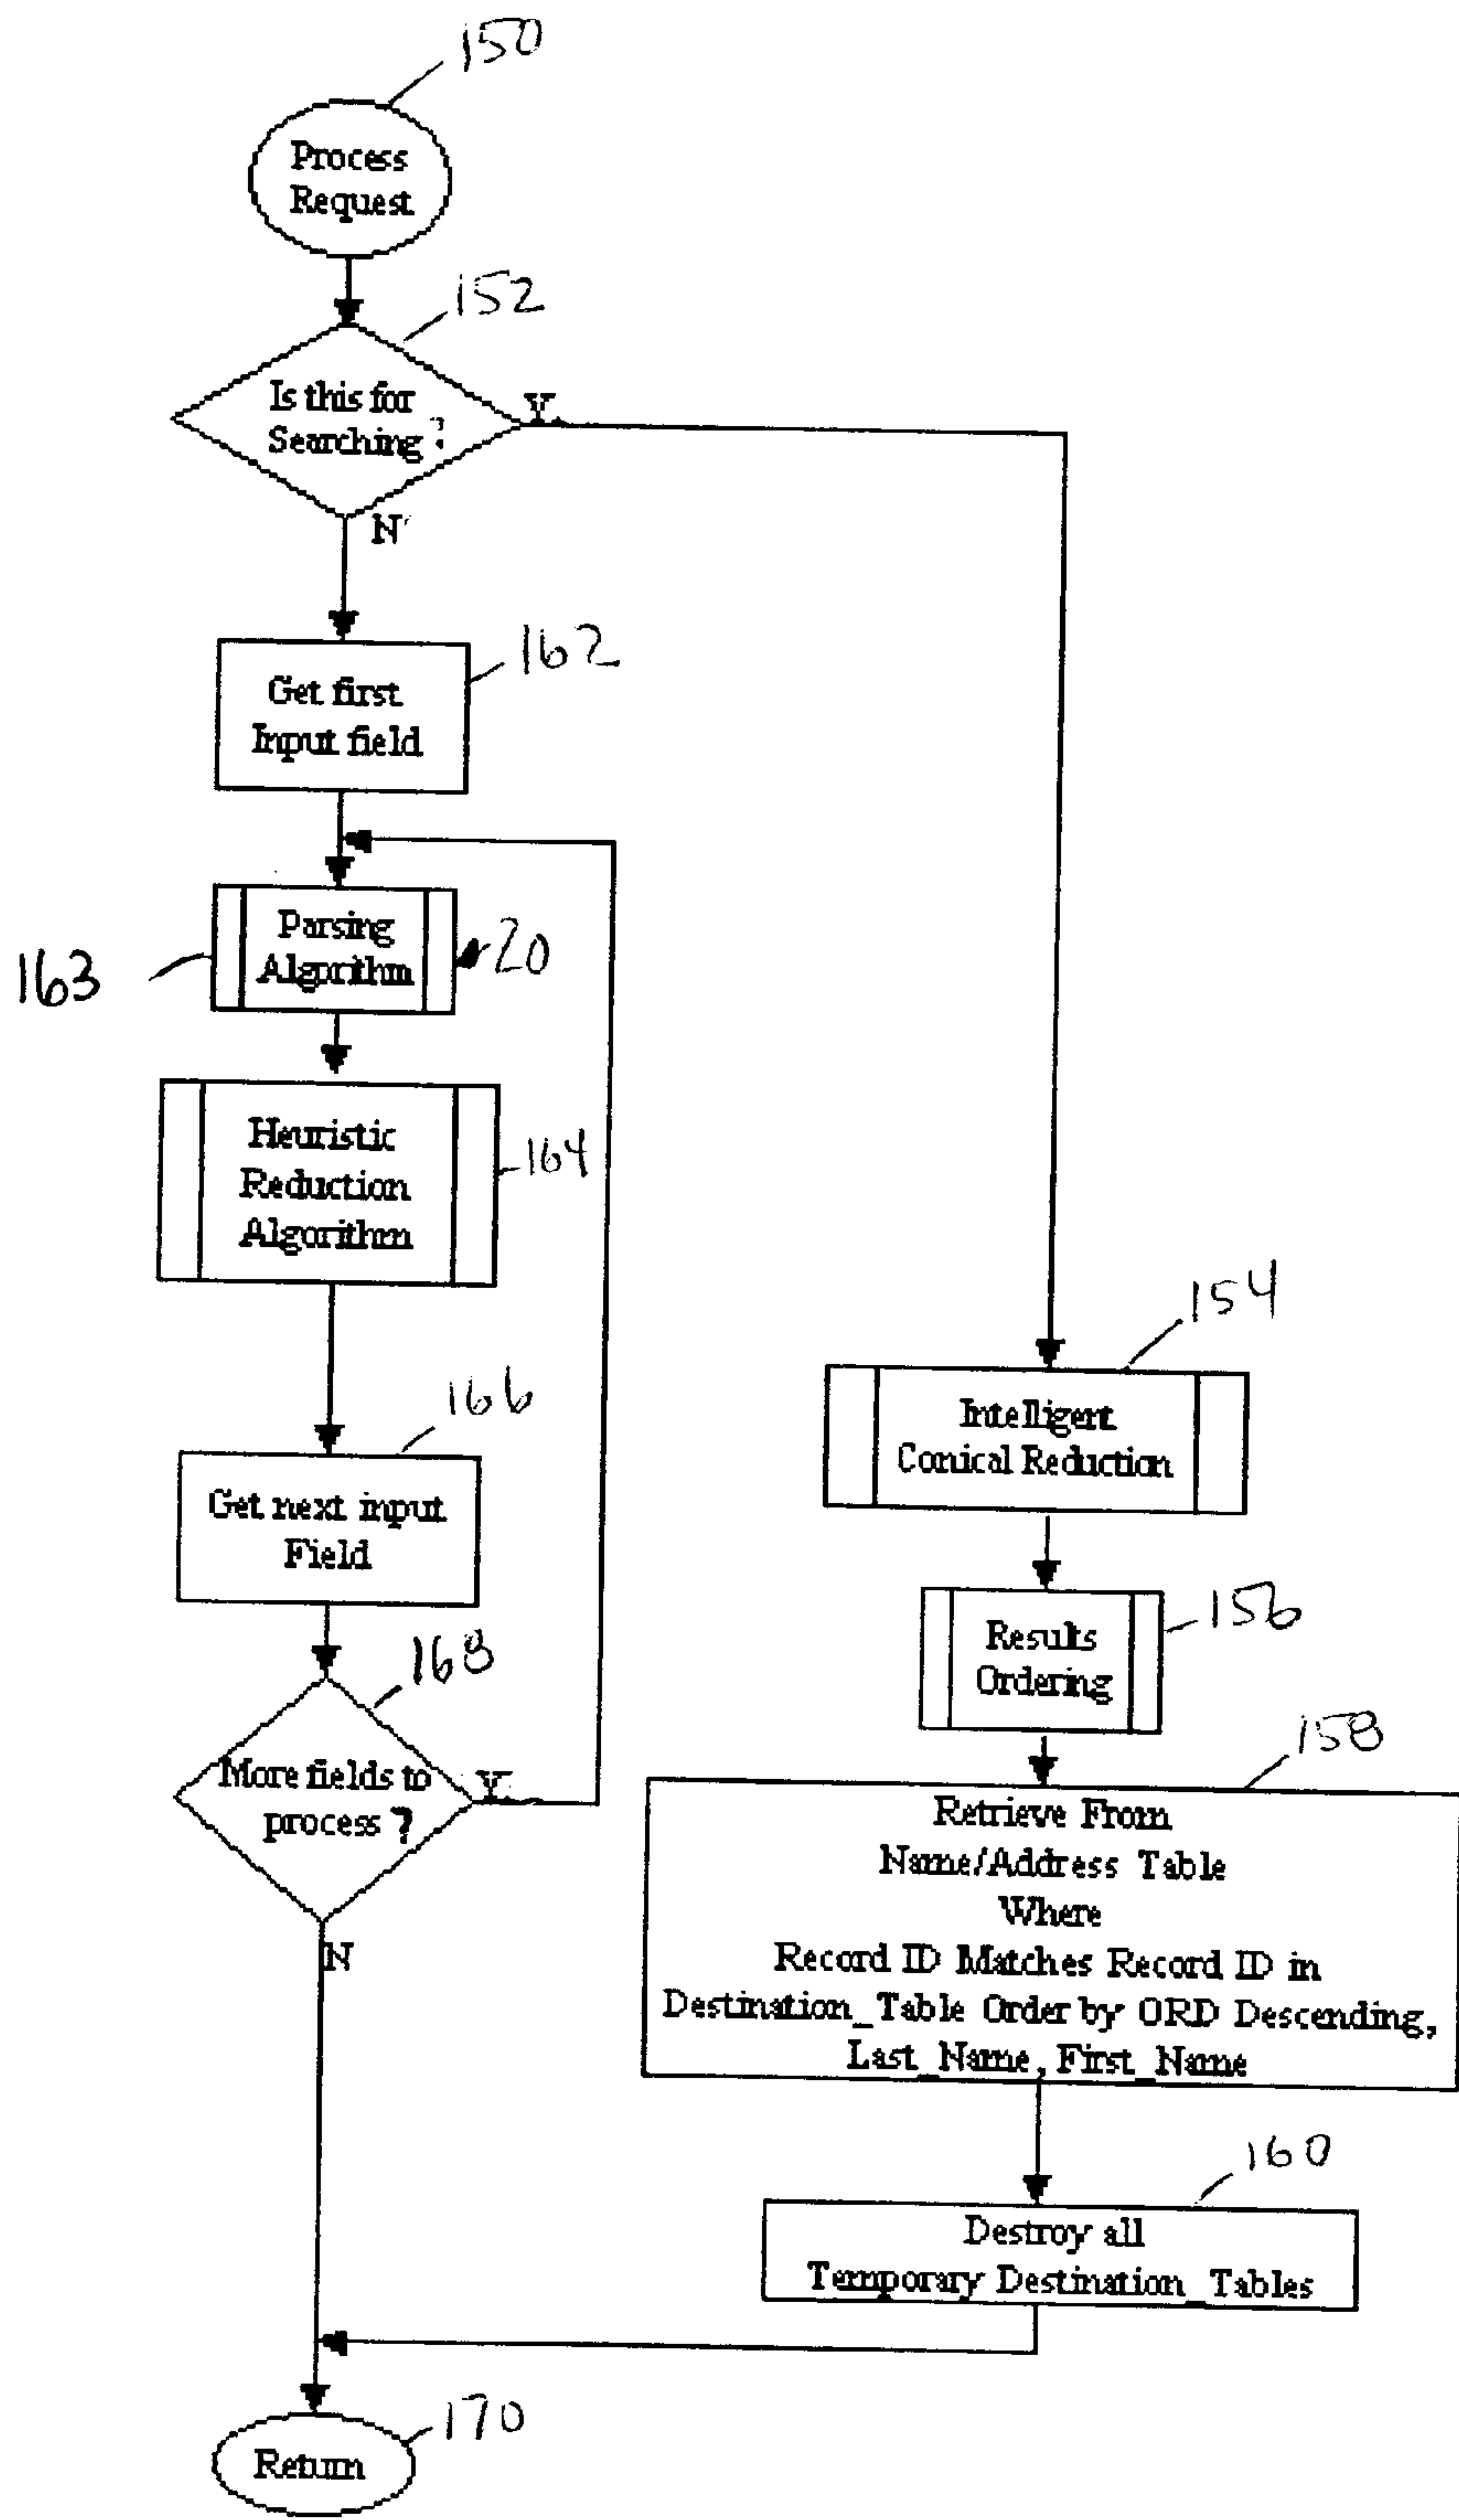 150
Process
Request
152
Is this for
Searching?
Y
N
162
Get first
Input field
163
Parsing
Algorithm
20
Heuristic
Reduction
Algorithm
164
166
Get next input
Field
168
More fields to
process?
Y
N
154
Intelligent
Conical Reduction
156
Results
Ordering
158
Retrieve From
Name/Address Table
Where
Record ID Matches Record ID in
Destination_Table Order by ORD Descending,
Last_Name, First_Name
160
Destroy all
Temporary Destination_Tables
170
Return